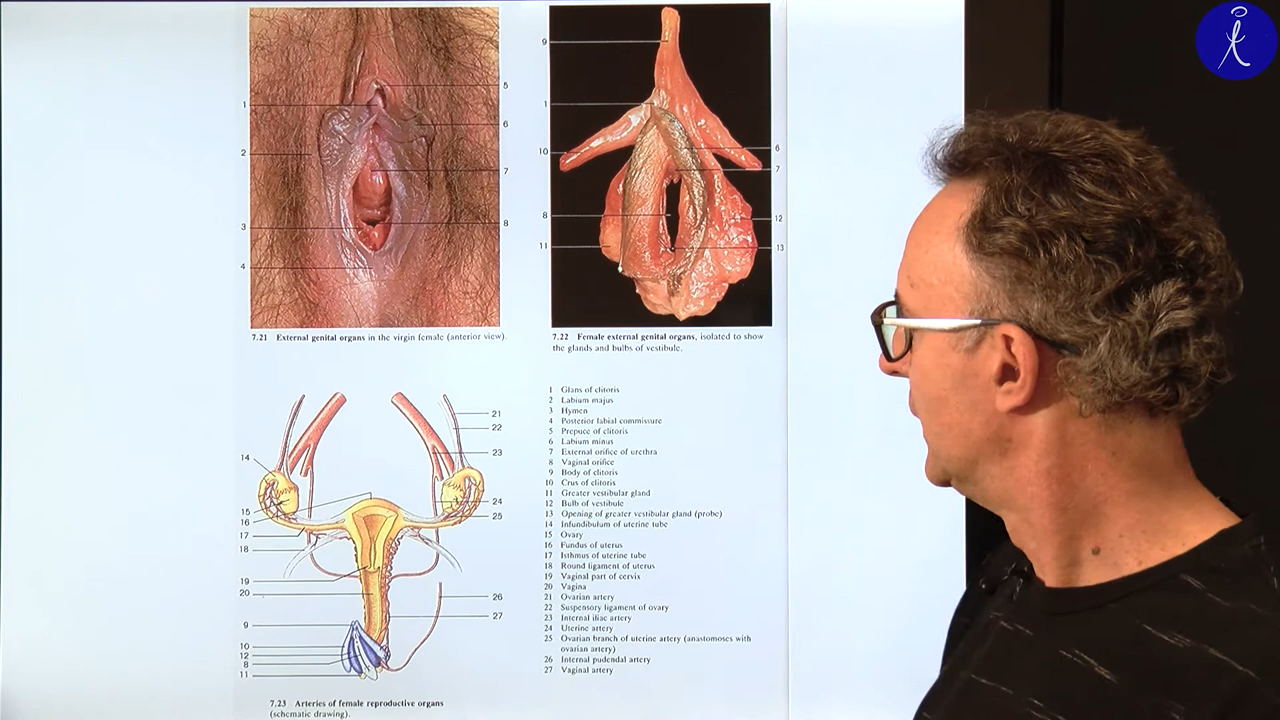 1
2
3
4
5
6
7
8
7.21 External genital organs in the virgin female (anterior view).
9
1
10
8
11
6
7
12
13
7.22 Female external genital organs, isolated to show
the glands and bulbs of vestibule.
14
15
16
17
18
19
20
9
10
12
8
11
21
22
23
24
25
26
27
7.23 Arteries of female reproductive organs
(schematic drawing).
1 Glans of clitoris
2 Labium majus
3 Hymen
4 Posterior labial commissure
5 Prepuce of clitoris
6 Labium minus
7 External orifice of urethra
8 Vaginal orifice
9 Body of clitoris
10 Crus of clitoris
11 Greater vestibular gland
12 Bulb of vestibule
13 Opening of greater vestibular gland (probe)
14 Infundibulum of uterine tube
15 Ovary
16 Fundus of uterus
17 Isthmus of uterine tube
18 Round ligament of uterus
19 Vaginal part of cervix
20 Vagina
21 Ovarian artery
22 Suspensory ligament of ovary
23 Internal iliac artery
24 Uterine artery
25 Ovarian branch of uterine artery (anastomoses with
ovarian artery)
26 Internal pudendal artery
27 Vaginal artery